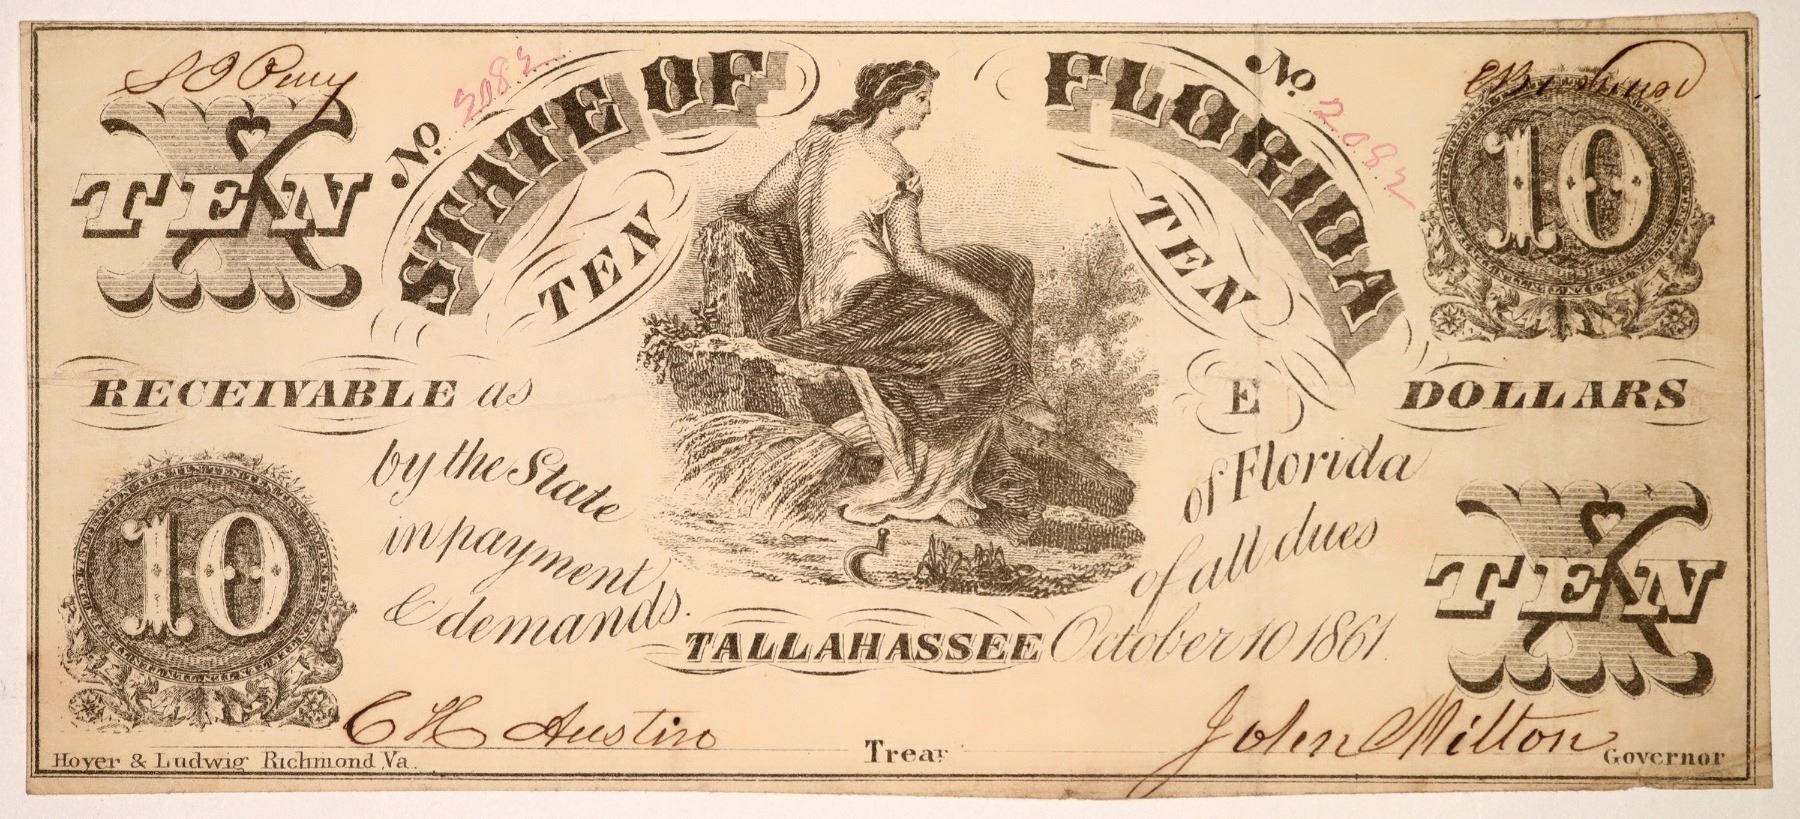 S I Perry
No. 2082
STATE OF FLORIDA
No. 2082
TEN
X
TEN
TEN
10
RECEIVABLE as
E
DOLLARS
by the State
of Florida
in payment
of all dues
& demands.
TALLAHASSEE October 10 1861.
10
X
TEN
C H Austin Treas
John Milton Governor
Hoyer & Ludwig Richmond Va.